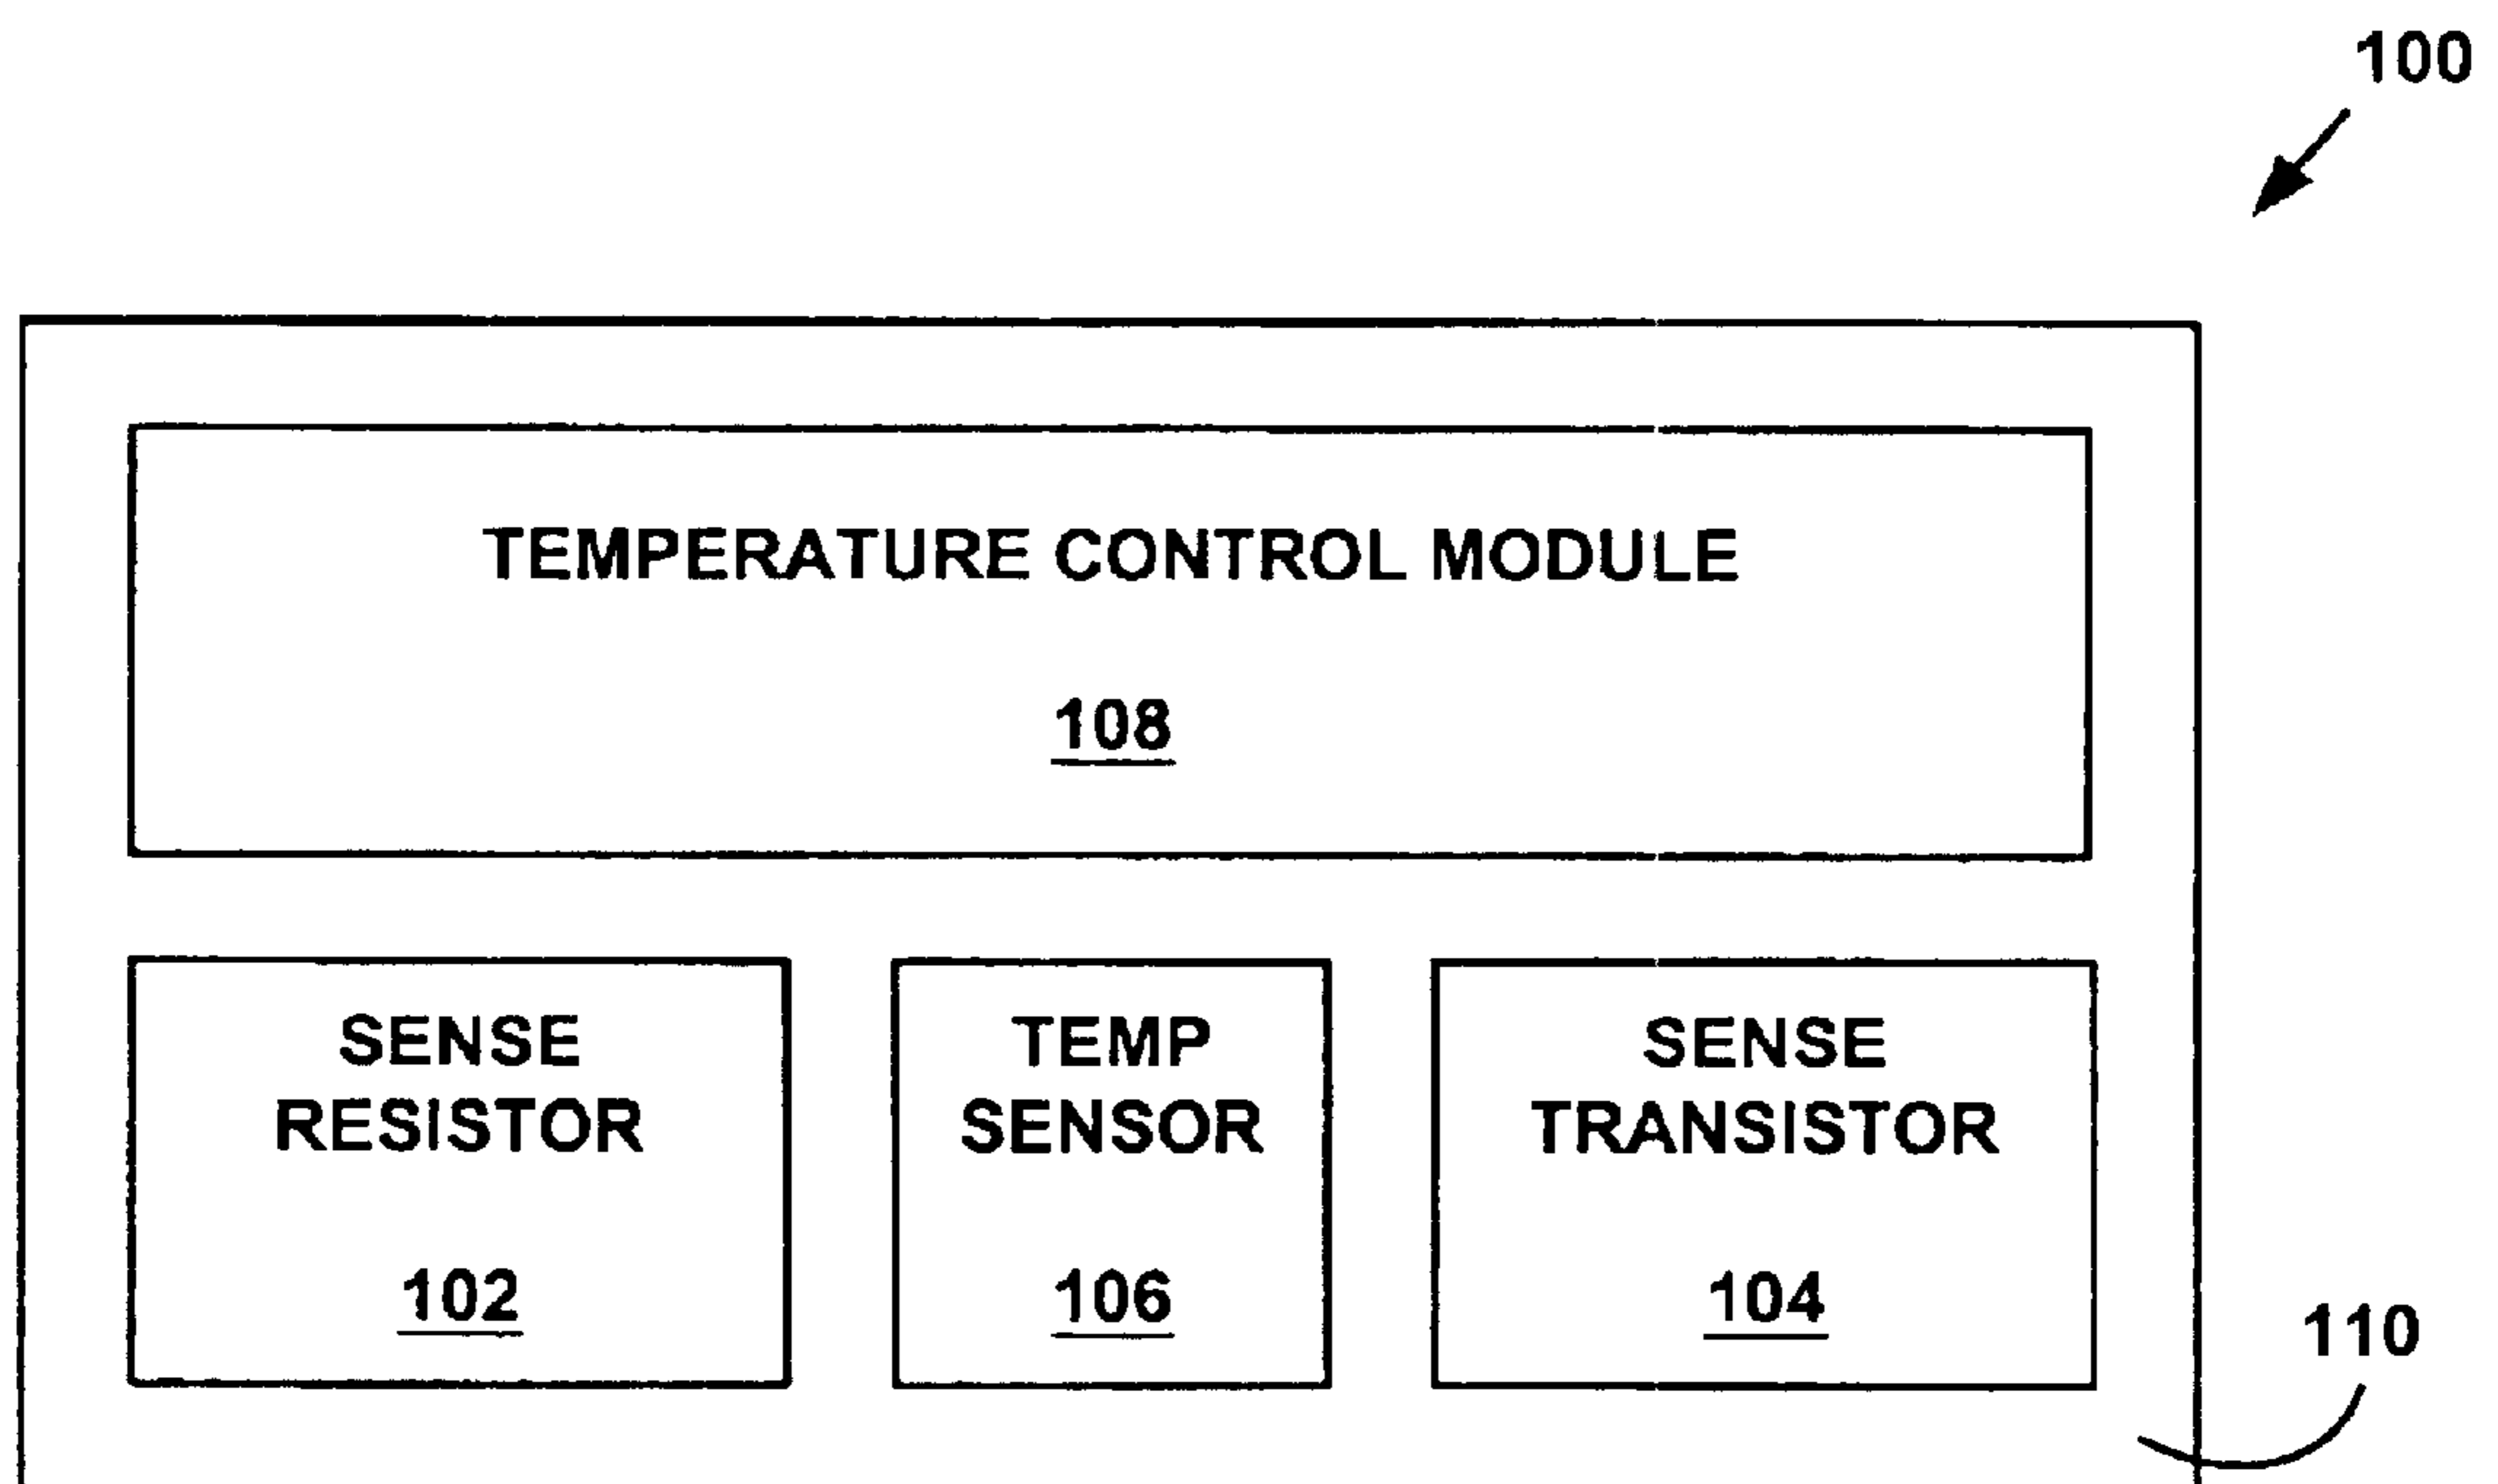 100
TEMPERATURE CONTROL MODULE
108
SENSE
RESISTOR
102
TEMP
SENSOR
106
SENSE
TRANSISTOR
104
110